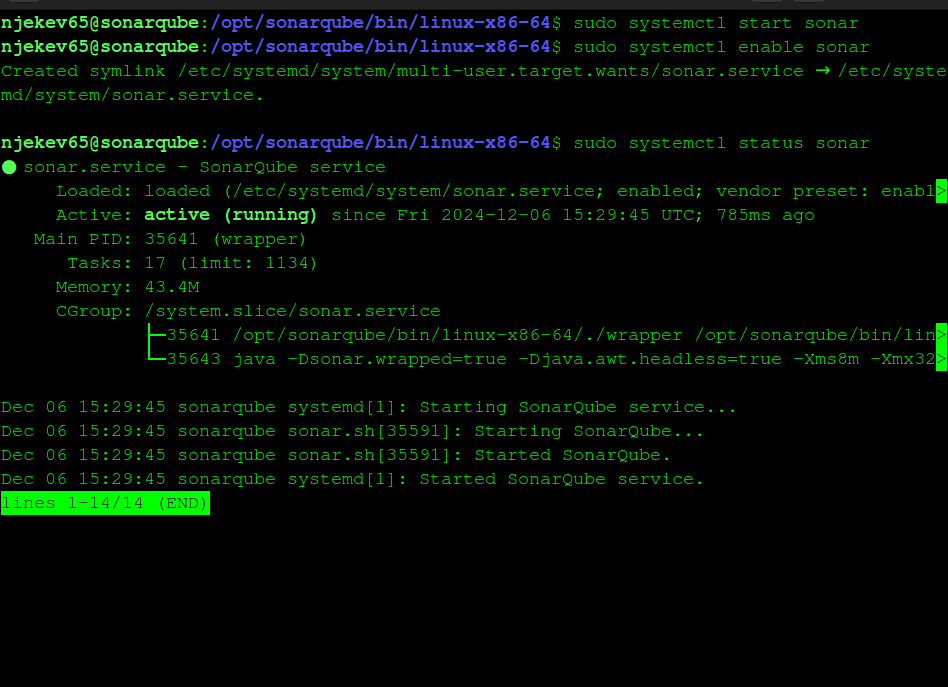 njekev65@sonarqube:/opt/sonarqube/bin/linux-x86-64$ sudo systemctl start sonar
njekev65@sonarqube:/opt/sonarqube/bin/linux-x86-64$ sudo systemctl enable sonar
Created symlink /etc/systemd/system/multi-user.target.wants/sonar.service → /etc/syste
md/system/sonar.service.
njekev65@sonarqube:/opt/sonarqube/bin/linux-x86-64$ sudo systemctl status sonar
● sonar.service - SonarQube service
Loaded: loaded (/etc/systemd/system/sonar.service; enabled; vendor preset: enabl>
Active: active (running) since Fri 2024-12-06 15:29:45 UTC; 785ms ago
Main PID: 35641 (wrapper)
Tasks: 17 (limit: 1134)
Memory: 43.4M
CGroup: /system.slice/sonar.service
├─35641 /opt/sonarqube/bin/linux-x86-64/./wrapper /opt/sonarqube/bin/lin>
└─35643 java -Dsonar.wrapped=true -Djava.awt.headless=true -Xms8m -Xmx32>
Dec 06 15:29:45 sonarqube systemd[1]: Starting SonarQube service...
Dec 06 15:29:45 sonarqube sonar.sh[35591]: Starting SonarQube...
Dec 06 15:29:45 sonarqube sonar.sh[35591]: Started SonarQube.
Dec 06 15:29:45 sonarqube systemd[1]: Started SonarQube service.
lines 1-14/14 (END)